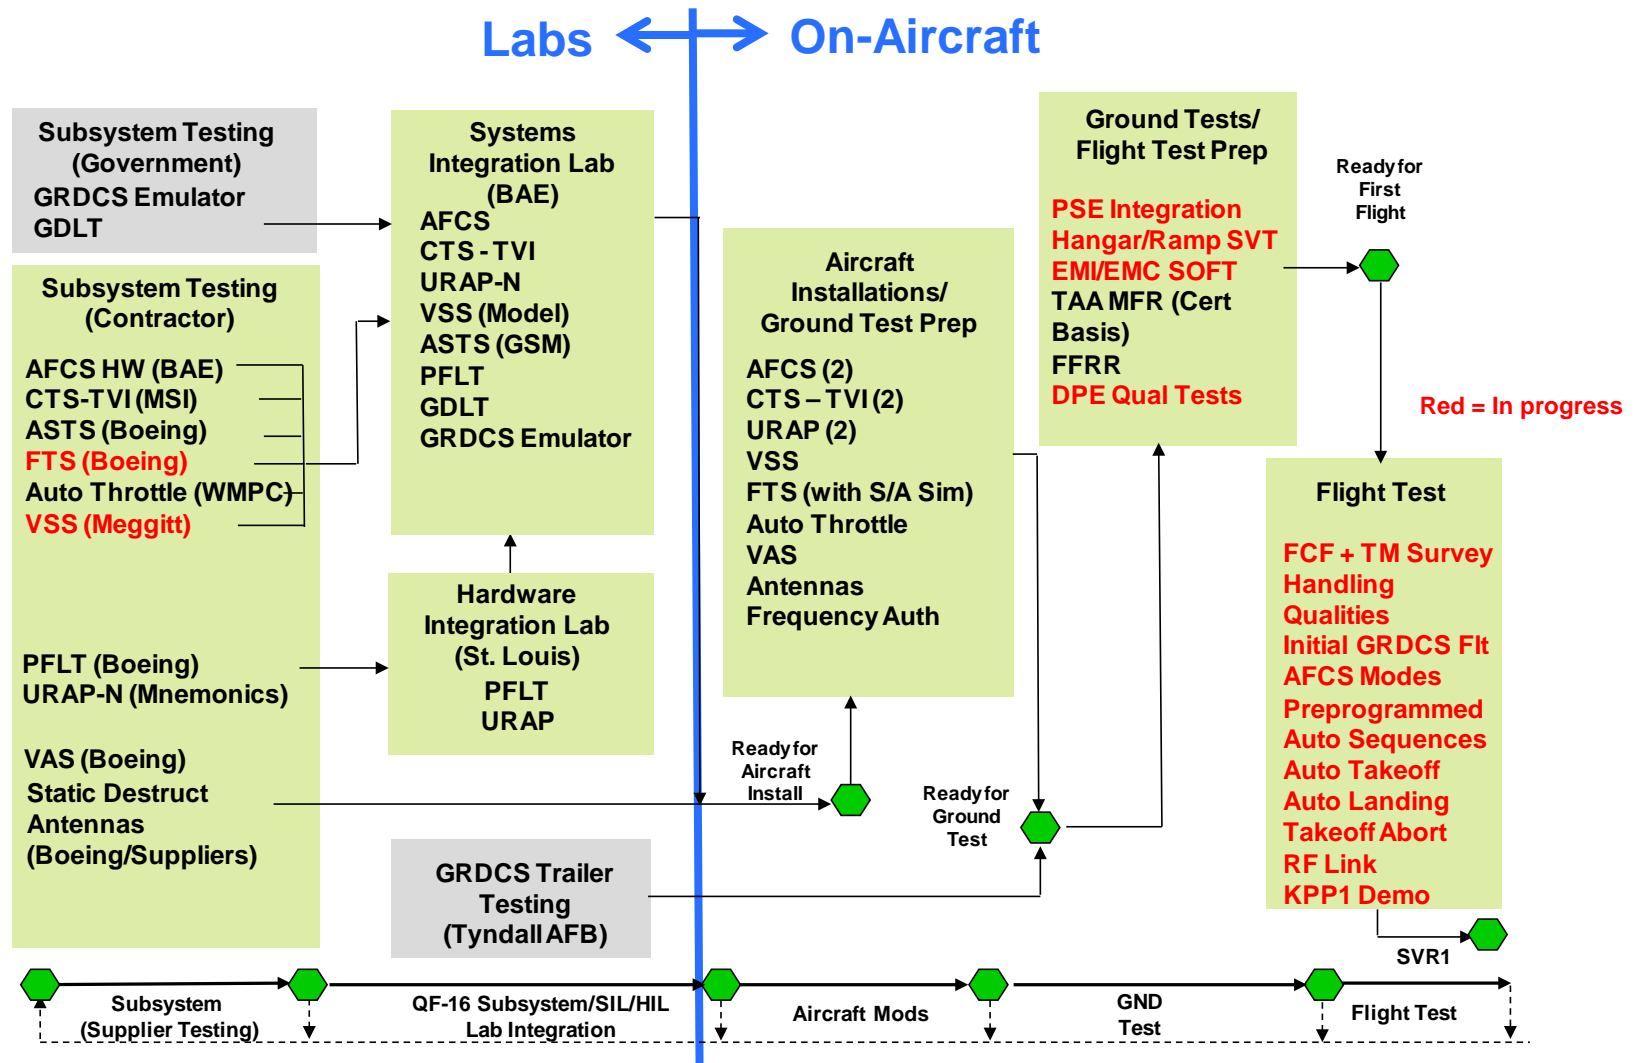 Labs
On-Aircraft
Subsystem Testing
(Government)
GRDCS Emulator
GDLT
Subsystem Testing
(Contractor)
AFCS HW (BAE)
CTS-TVI (MSI)
ASTS (Boeing)
FTS (Boeing)
Auto Throttle (WMPC)
VSS (Meggitt)
PFLT (Boeing)
URAP-N (Mnemonics)
VAS (Boeing)
Static Destruct
Antennas
(Boeing/Suppliers)
Systems
Integration Lab
(BAE)
AFCS
CTS - TVI
URAP-N
VSS (Model)
ASTS (GSM)
PFLT
GDLT
GRDCS Emulator
Hardware
Integration Lab
(St. Louis)
PFLT
URAP
GRDCS Trailer
Testing
(Tyndall AFB)
Ready for
Aircraft
Install
Aircraft
Installations/
Ground Test Prep
AFCS (2)
CTS – TVI (2)
URAP (2)
VSS
FTS (with S/A Sim)
Auto Throttle
VAS
Antennas
Frequency Auth
Ready for
Ground
Test
Ground Tests/
Flight Test Prep
PSE Integration
Hangar/Ramp SVT
EMI/EMC SOFT
TAA MFR (Cert
Basis)
FFRR
DPE Qual Tests
Ready for
First
Flight
Red = In progress
Flight Test
FCF + TM Survey
Handling
Qualities
Initial GRDCS Flt
AFCS Modes
Preprogrammed
Auto Sequences
Auto Takeoff
Auto Landing
Takeoff Abort
RF Link
KPP1 Demo
SVR1
Subsystem
(Supplier Testing)
QF-16 Subsystem/SIL/HIL
Lab Integration
Aircraft Mods
GND
Test
Flight Test